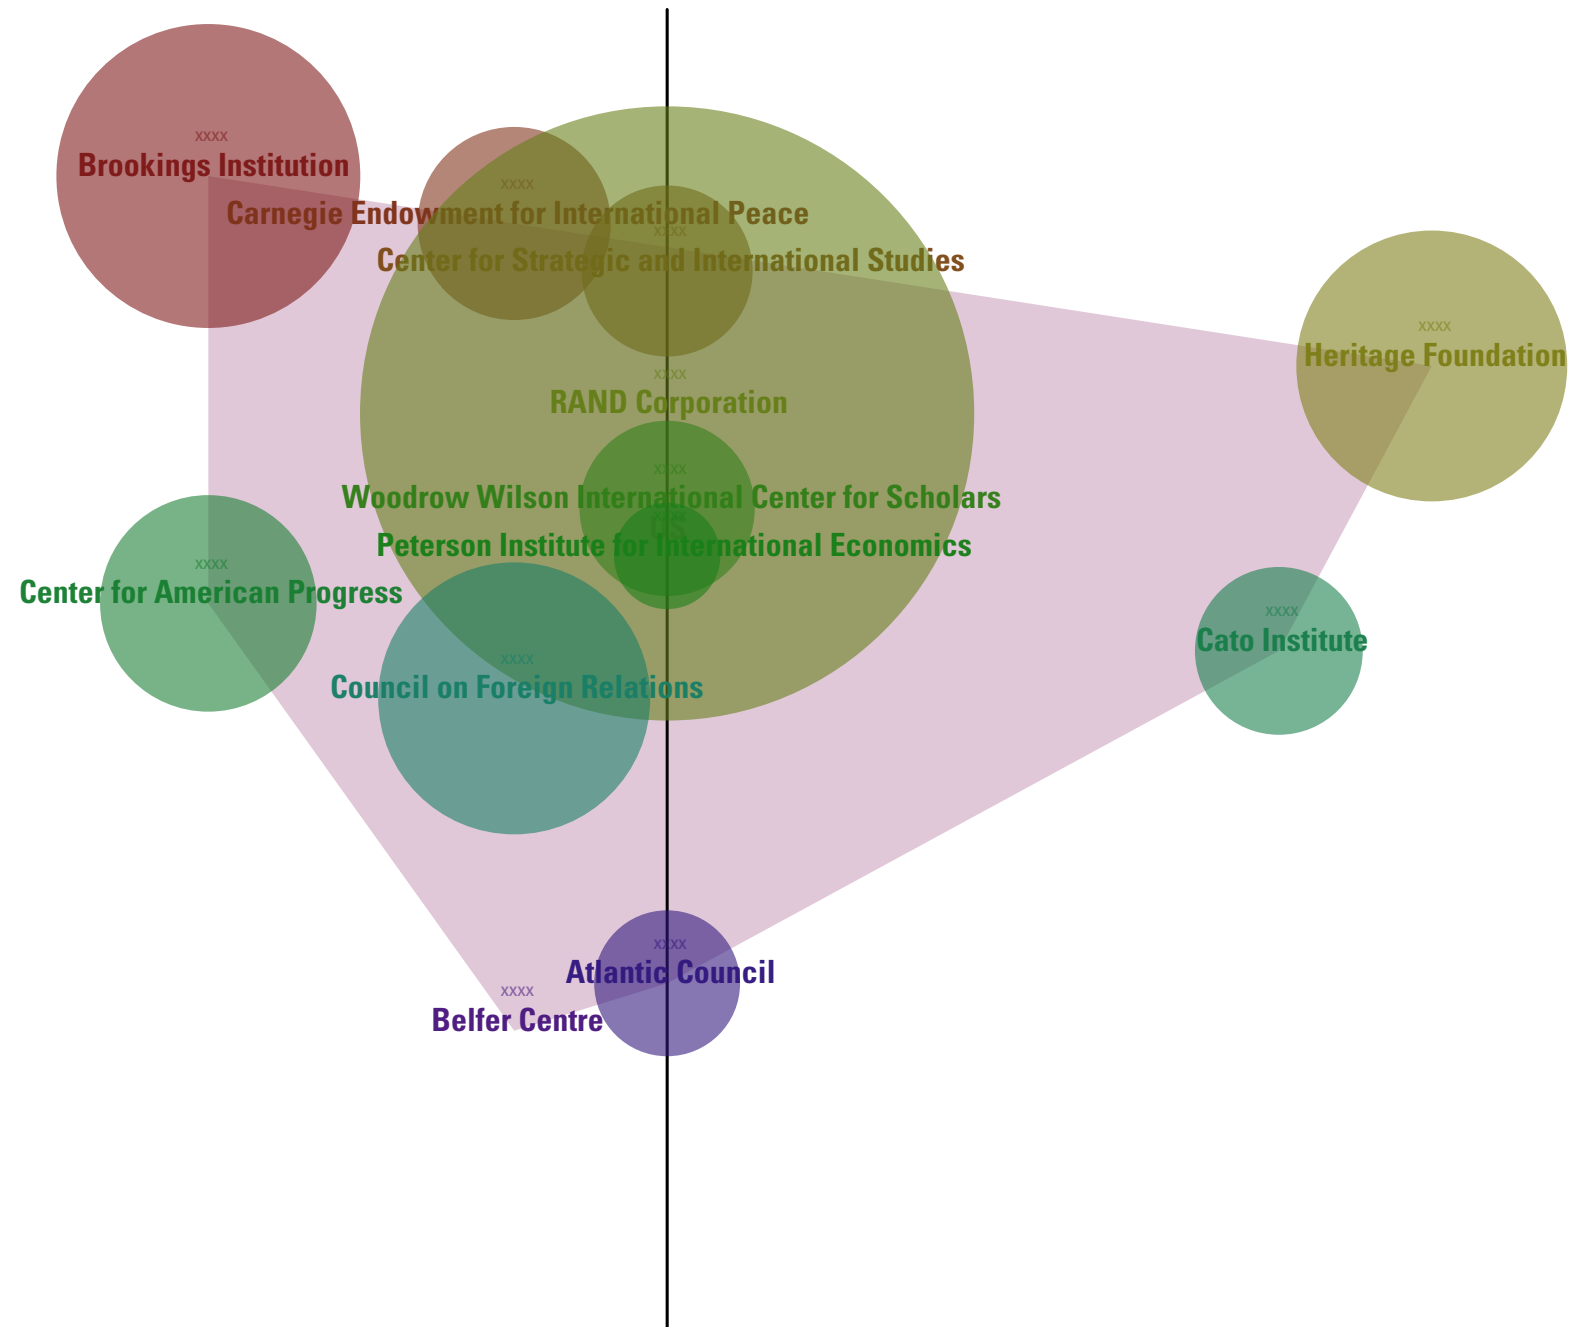 xxxx
Brookings Institution
xxxx
Carnegie Endowment for International Peace
xxxx
Center for Strategic and International Studies
xxxx
Heritage Foundation
xxxx
RAND Corporation
xxxx
Woodrow Wilson International Center for Scholars
xxxx
US
Peterson Institute for International Economics
xxxx
Center for American Progress
xxxx
Cato Institute
xxxx
Council on Foreign Relations
xxxx
Atlantic Council
xxxx
Belfer Centre